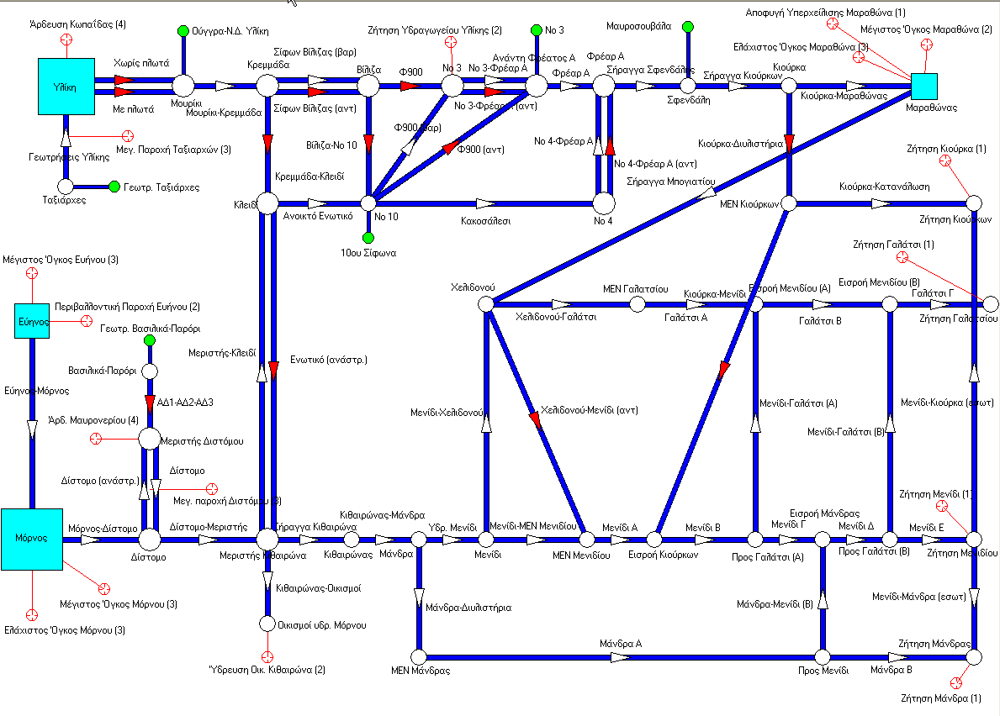 Αποφυγή Υπερχείλισης Μαραθώνα (1)
Άρδευση Κωπαΐδας (4)
Ούγγρα-Ν.Δ. Υλίκη
Ζήτηση Υδραγωγείου Υλίκης (2)
Νο 3
Μαυροσουβάλα
Μέγιστος Όγκος Μαραθώνα (2)
Ελάχιστος Όγκος Μαραθώνα (3)
Σίφων Βίλιζας (βαρ)
Ανάντη Φρέατος Α
Φρέαρ Α
Χωρίς πλωτά
Κρεμμάδα
Βίλιζα
Φ900
Νο 3
Νο 3-Φρέαρ Α
Φρέαρ Α
Σήραγγα Σφενδάλης
Κιούρκα
Σήραγγα Κιούρκων
Υλίκη
Με πλωτά
Μουρίκι
Μουρίκι-Κρεμμάδα
Σίφων Βίλιζας (αντ)
Νο 3-Φρέαρ Α (αντ)
Σφενδάλη
Κιούρκα-Μαραθώνας
Μαραθώνας
Φ900 (βαρ)
Γεωτρήσεις Υλίκης
Μεγ. Παροχή Ταξιαρχών (3)
Βίλιζα-Νο 10
Φ900 (αντ)
Νο 4-Φρέαρ Α
Κιούρκα-Διυλιστήρια
Ζήτηση Κιούρκα (1)
Νο 4-Φρέαρ Α (αντ)
Κρεμμάδα-Κλειδί
Σήραγγα Μπογιατίου
Γεωτρ. Ταξιάρχες
Κιούρκα-Κατανάλωση
Ταξιάρχες
Κλειδί
Ανοικτό Ενωτικό
Νο 10
Κακοσάλεσι
Νο 4
ΜΕΝ Κιούρκων
Ζήτηση Κιούρκων
10ου Σίφωνα
Ζήτηση Γαλάτσι (1)
Μέγιστος Όγκος Ευήνου (3)
Χελιδονού
ΜΕΝ Γαλατσίου
Κιούρκα-Μενίδι
Εισροή Μενιδίου (Α)
Εισροή Μενιδίου (Β)
Γαλάτσι Γ
Περιβαλλοντική Παροχή Ευήνου (2)
Εύηνος
Γεωτρ. Βασιλικά-Παρόρι
Χελιδονού-Γαλάτσι
Γαλάτσι Α
Γαλάτσι Β
Ζήτηση Γαλατσίου
Μεριστής-Κλειδί
Ενωτικό (ανάστρ.)
Βασιλικά-Παρόρι
Εύηνος-Μόρνος
ΑΔ1-ΑΔ2-ΑΔ3
Μενίδι-Χελιδονού
Χελιδονού-Μενίδι (αντ)
Μενίδι-Γαλάτσι (Α)
Μενίδι-Κιούρκα (εσωτ)
Άρδ. Μαυρονερίου (4)
Μεριστής Διστόμου
Μενίδι-Γαλάτσι (Β)
Δίστομο
Δίστομο (ανάστρ.)
Μεγ. παροχή Διστόμου (3)
Ζήτηση Μενίδι (1)
Μόρνος
Μόρνος-Δίστομο
Δίστομο-Μεριστής
Σήραγγα Κιθαιρώνα
Κιθαιρώνας-Μάνδρα
Υδρ. Μενίδι
Μενίδι-ΜΕΝ Μενιδίου
Μενίδι Α
Μενίδι Β
Εισροή Μάνδρας
Μενίδι Γ
Μενίδι Δ
Μενίδι Ε
Δίστομο
Μεριστής Κιθαιρώνα
Κιθαιρώνας
Μάνδρα
Μενίδι
ΜΕΝ Μενιδίου
Εισροή Κιούρκων
Προς Γαλάτσι (Α)
Προς Γαλάτσι (Β)
Ζήτηση Μενιδίου
Κιθαιρώνας-Οικισμοί
Μέγιστος Όγκος Μόρνου (3)
Μάνδρα-Διυλιστήρια
Μάνδρα-Μενίδι (Β)
Μενίδι-Μάνδρα (εσωτ)
Ελάχιστος Όγκος Μόρνου (3)
Οικισμοί υδρ. Μόρνου
Μάνδρα Α
Ζήτηση Μάνδρας
Ύδρευση Οικ. Κιθαιρώνα (2)
ΜΕΝ Μάνδρας
Προς Μενίδι
Μάνδρα Β
Ζήτηση Μάνδρα (1)